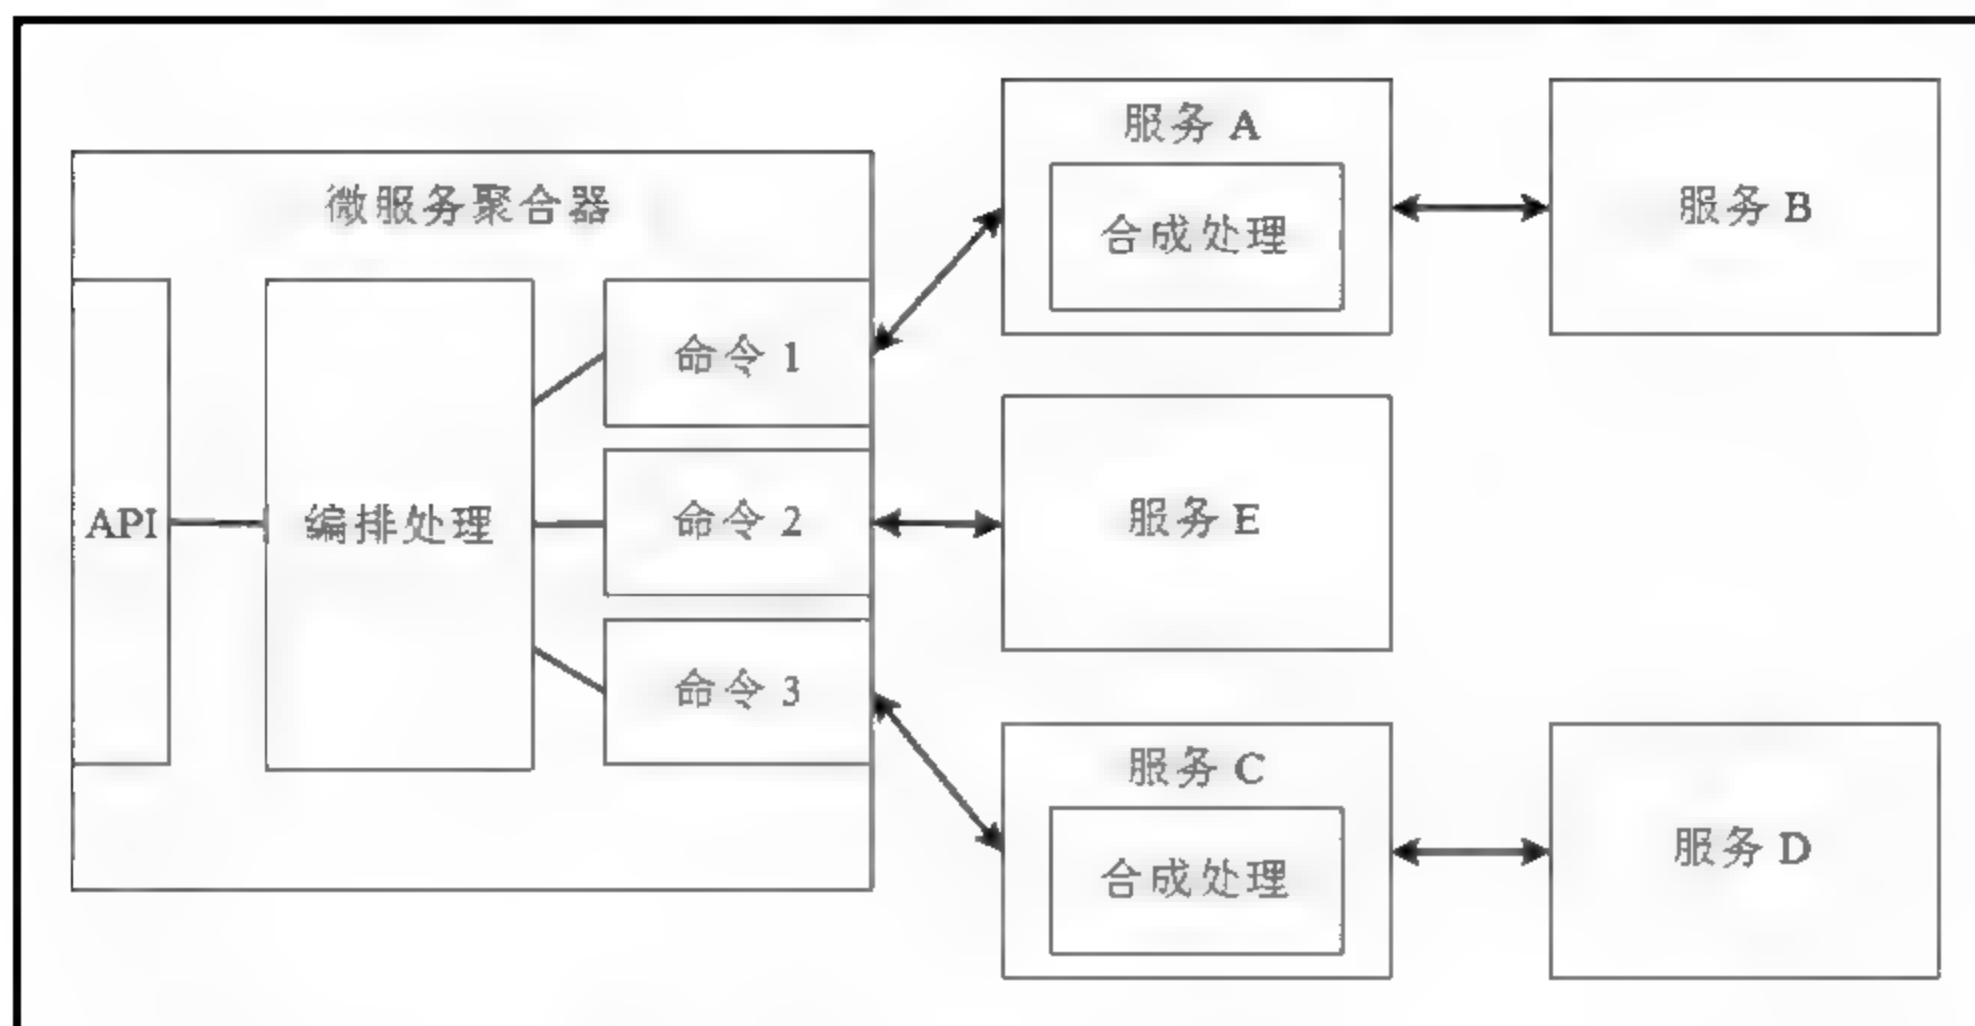 微服务聚合器
API
编排处理
命令 1
命令 2
命令 3
服务 A
合成处理
服务 B
服务 E
服务 C
合成处理
服务 D